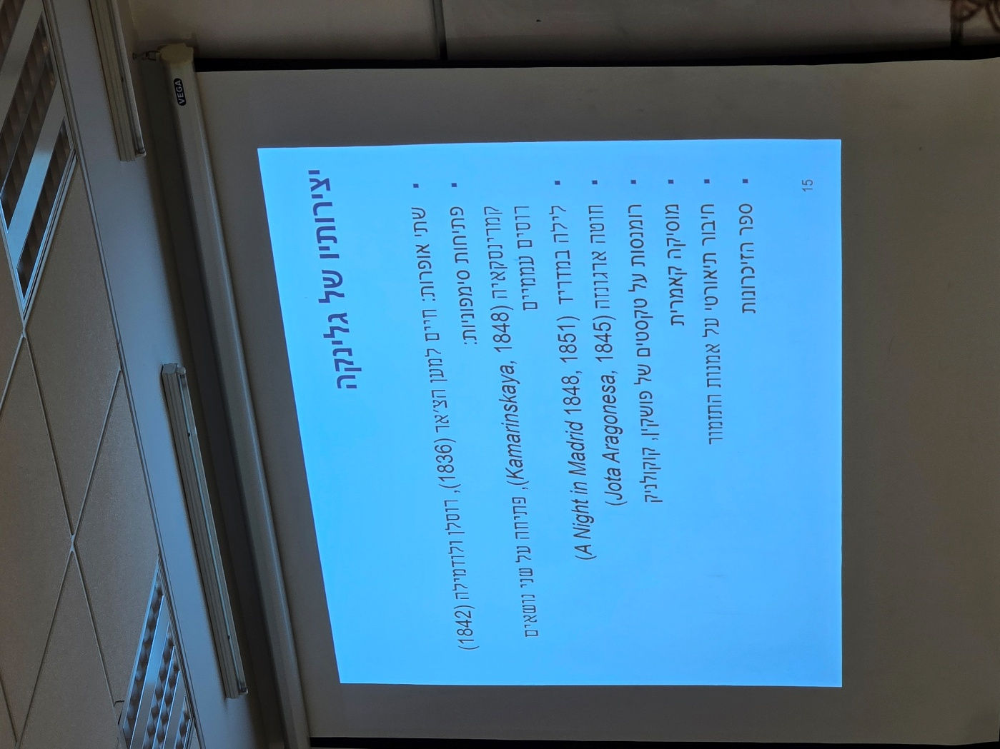 VEGA
יצירותיו של גלינקה
▪ שתי אופרות: חיים למען הצ'אר (1836), רוסלן ולודמילה (1842)
▪ פתיחות סימפוניות:
קמרינסקאיה (Kamarinskaya, 1848), פתיחה על שני נושאים
רוסים עממיים
▪ לילה במדריד (A Night in Madrid 1848, 1851)
▪ חוטה ארגונזה (Jota Aragonesa, 1845)
▪ רומנסות על טקסטים של פושקין, קוקולניק
▪ מוסיקה קאמרית
▪ חיבור תיאורטי על אמנות התזמור
▪ ספר הזיכרונות
15